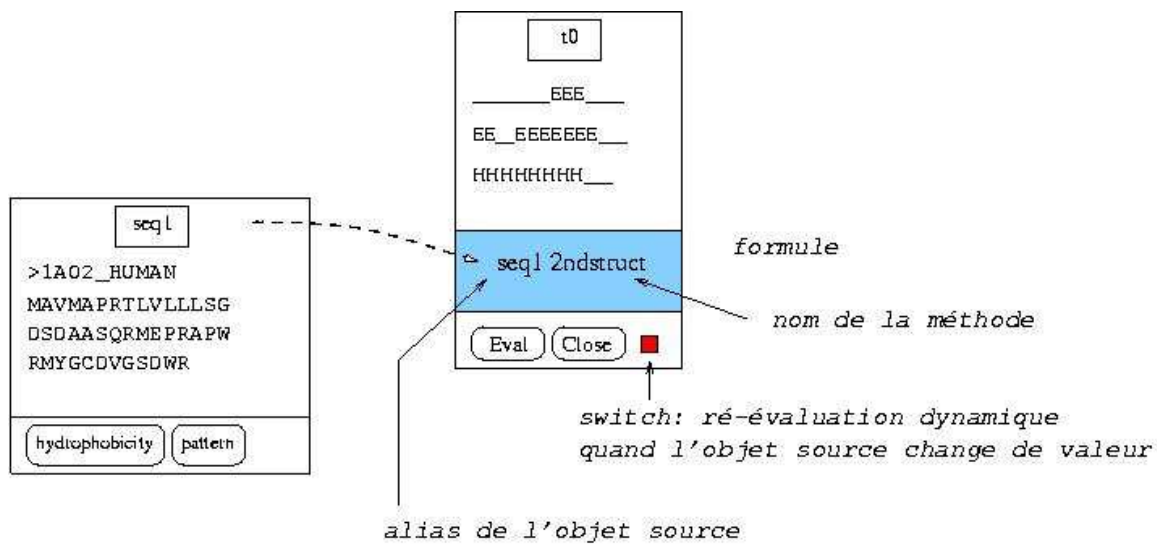 t0
________EEE____
EE__EEEEEEE___
HHHHHHHH___
seq1 2ndstruct
Eval Close
seq1
>1A02_HUMAN
MAVMAPRTLVLLLSG
DSDAASQRMEPRAPW
RMYGCDVGSDWR
hydrophobicity pattern
formule
nom de la méthode
switch: ré-évaluation dynamique
quand l'objet source change de valeur
alias de l'objet source